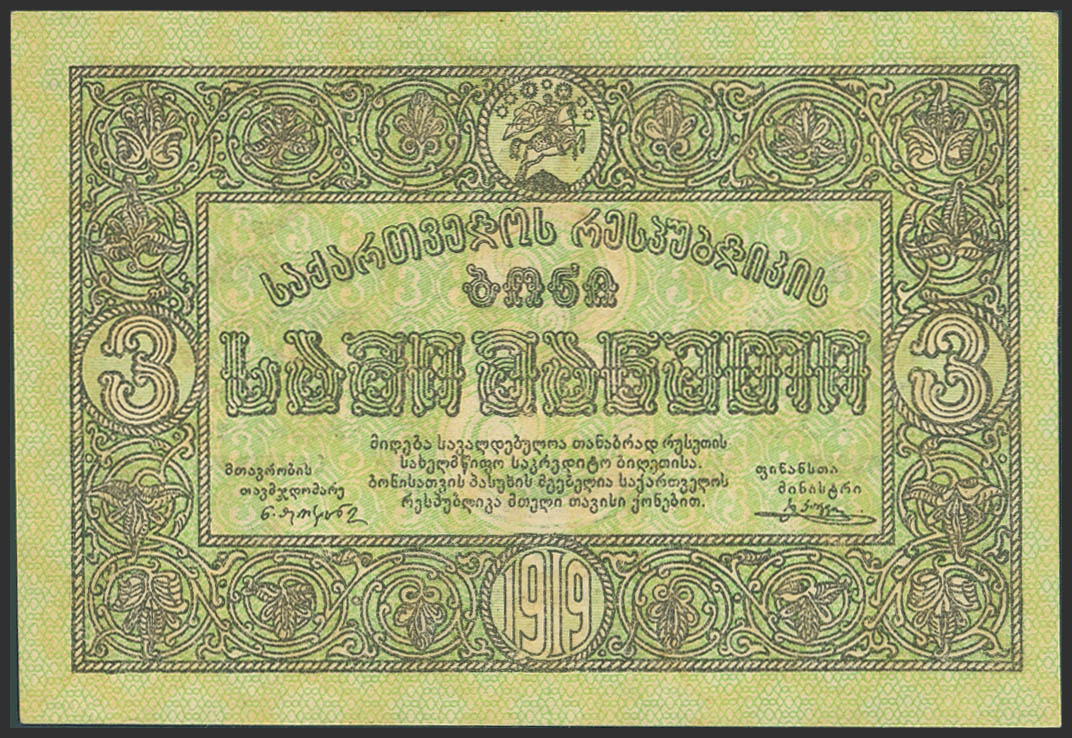 საქართველოს რესპუბლიკის
ბონი
3
სამი მანეთი
3
მიღება სავალდებულოა თანაბრად რუსეთის
სახელმწიფო საკრედიტო ბილეთისა.
ბონისათვის პასუხის მგებელია საქართველოს
რესპუბლიკა მთელი თავისი ქონებით.
მთავრობის
თავმჯდომარე
ფინანსთა
მინისტრი
1919